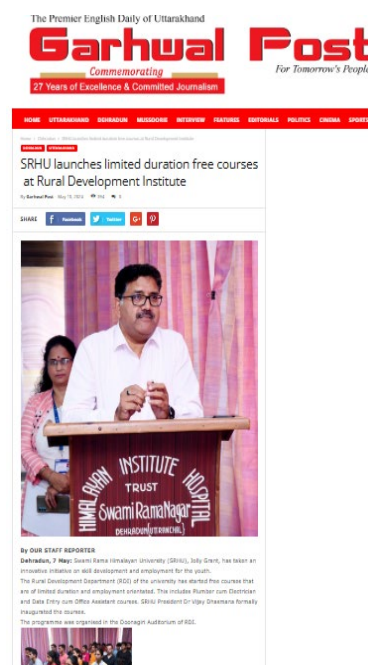 The Premier English Daily of Uttarakhand
Garhwal Post
Commemorating
For Tomorrow's People
27 Years of Excellence & Committed Journalism
HOME UTTARAKHAND DEHRADUN MUSSOORIE INTERVIEW FEATURES EDITORIALS POLITICS CINEMA SPORTS
SRHU launches limited duration free courses
at Rural Development Institute
By Garhwal Post
SHARE Facebook Twitter G+
HIMALAYAN INSTITUTE HOSPITAL
TRUST
Swami Rama Nagar
DEHRADUN(UTTRANCHAL)
By OUR STAFF REPORTER
Dehradun, 7 May: Swami Rama Himalayan University (SRHU), Jolly Grant, has taken an
innovative initiative on skill development and employment for the youth.
The Rural Development Department (RDI) of the university has started free courses that
are of limited duration and employment orientated. This includes Plumber cum Electrician
and Data Entry cum Office Assistant courses. SRHU President Dr Vijay Dhasmana formally
inaugurated the courses.
The programme was organised in the Doonagiri Auditorium of RDI.